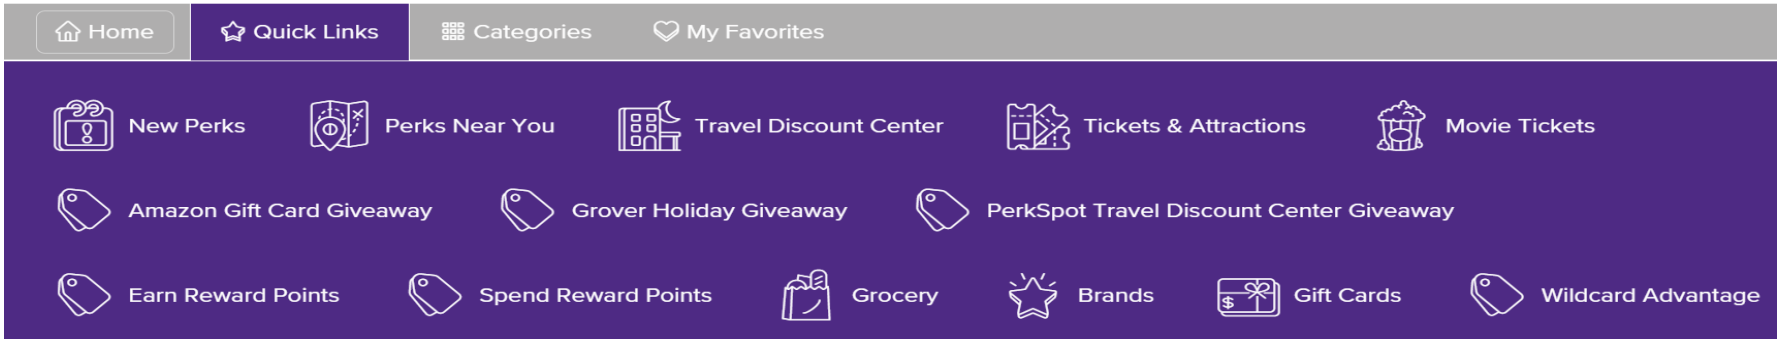 Home Quick Links Categories My Favorites
New Perks Perks Near You Travel Discount Center Tickets & Attractions Movie Tickets
Amazon Gift Card Giveaway Grover Holiday Giveaway PerkSpot Travel Discount Center Giveaway
Earn Reward Points Spend Reward Points Grocery Brands Gift Cards Wildcard Advantage